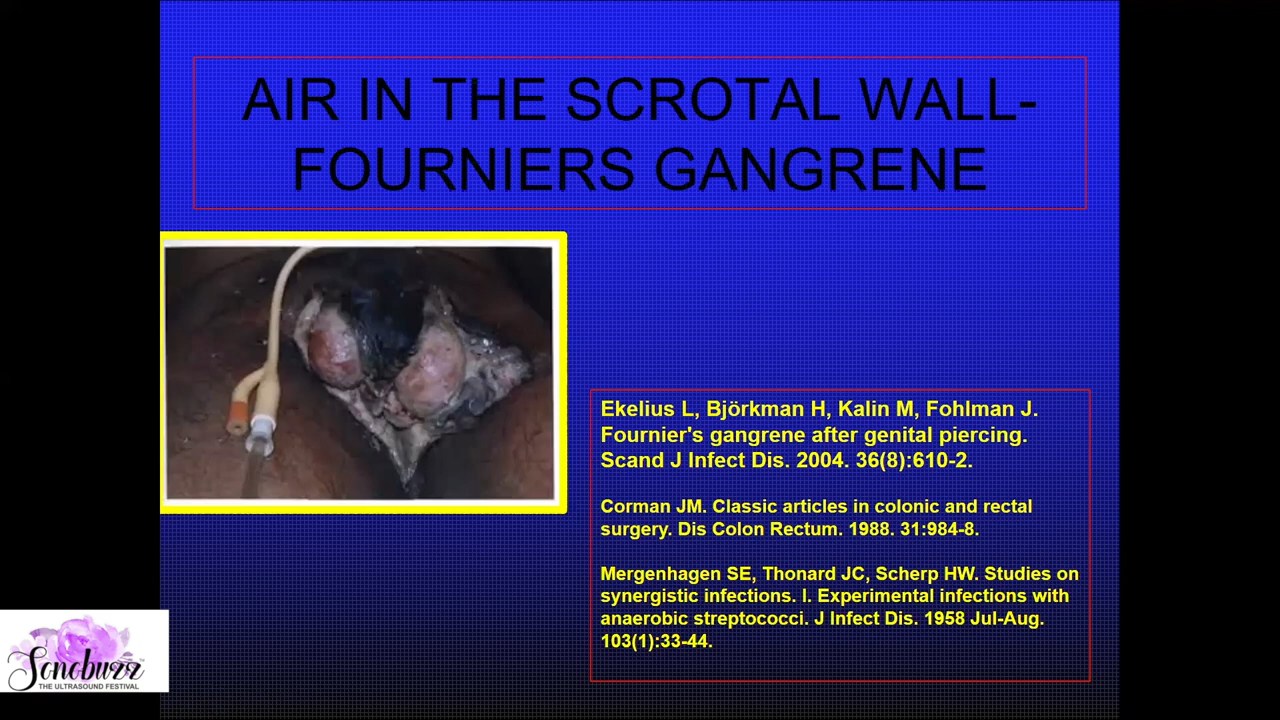 AIR IN THE SCROTAL WALL-
FOURNIERS GANGRENE
Ekelius L, Björkman H, Kalin M, Fohlman J.
Fournier's gangrene after genital piercing.
Scand J Infect Dis. 2004. 36(8):610-2.
Corman JM. Classic articles in colonic and rectal
surgery. Dis Colon Rectum. 1988. 31:984-8.
Mergenhagen SE, Thonard JC, Scherp HW. Studies on
synergistic infections. I. Experimental infections with
anaerobic streptococci. J Infect Dis. 1958 Jul-Aug.
103(1):33-44.
Sonobuzz
THE ULTRASOUND FESTIVAL